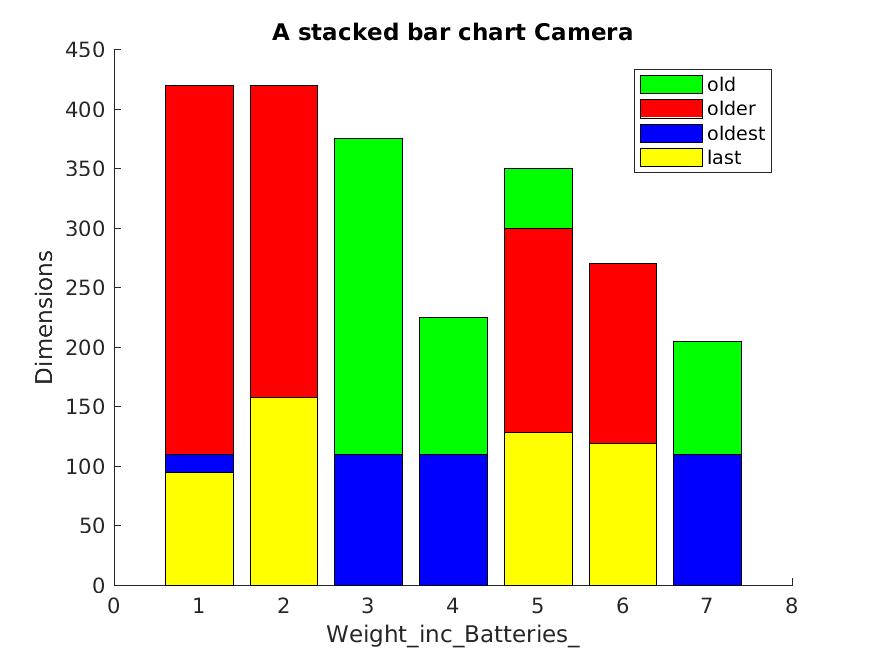 A stacked bar chart Camera
450
400
350
300
250
200
150
100
50
0
Dimensions
old
older
oldest
last
0 1 2 3 4 5 6 7 8
Weight_inc_Batteries_